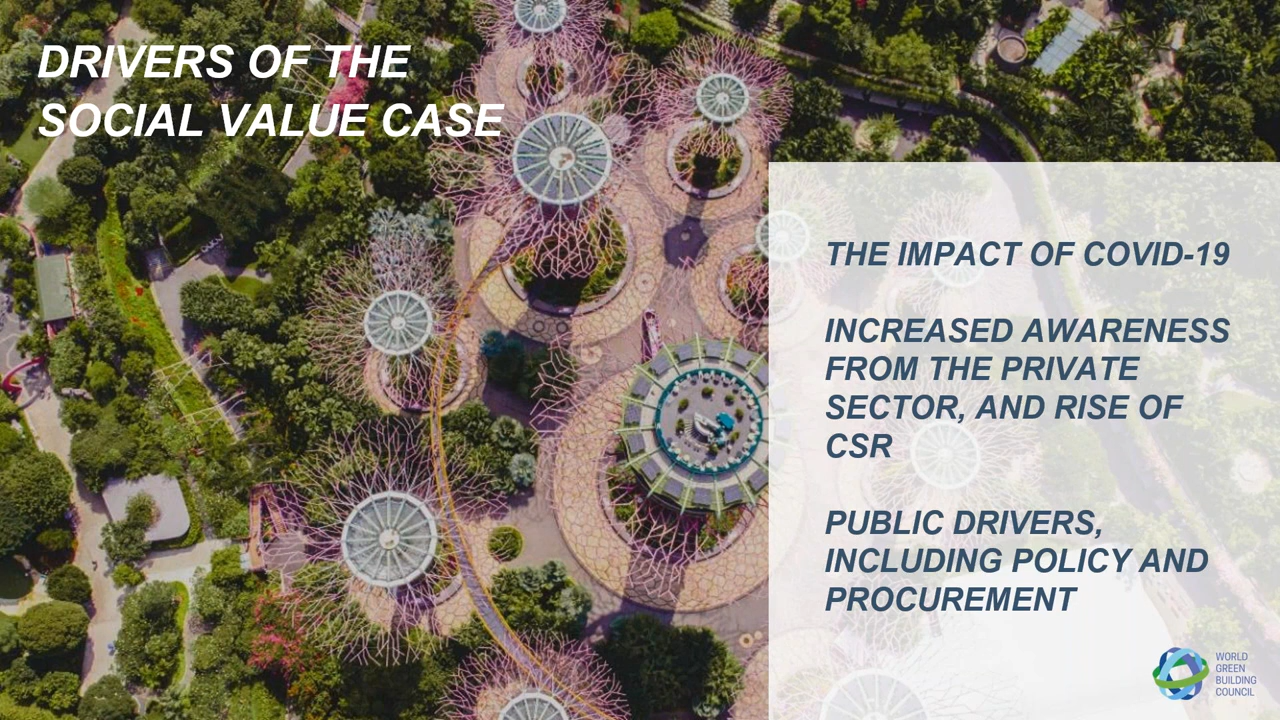 DRIVERS OF THE
SOCIAL VALUE CASE
THE IMPACT OF COVID-19
INCREASED AWARENESS
FROM THE PRIVATE
SECTOR, AND RISE OF
CSR
PUBLIC DRIVERS,
INCLUDING POLICY AND
PROCUREMENT
WORLD
GREEN
BUILDING
COUNCIL